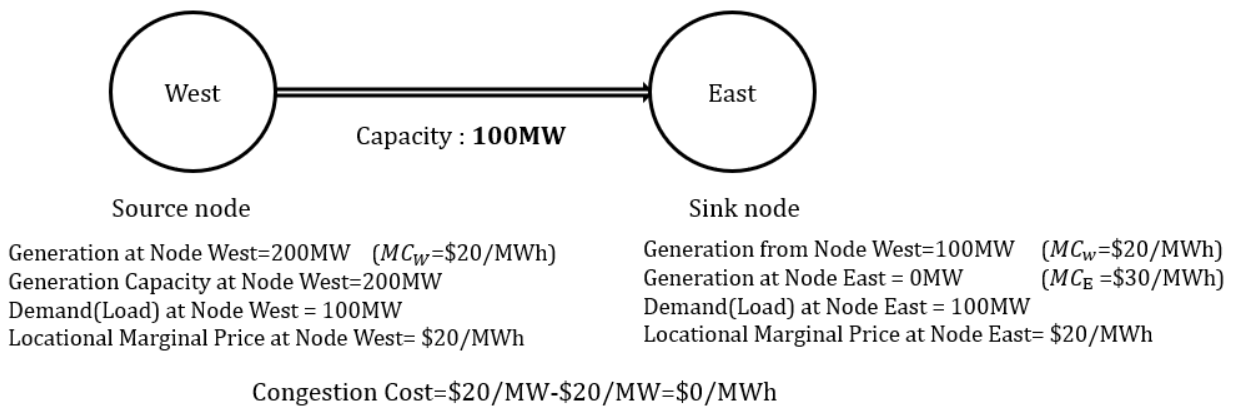 West
East
Capacity : 100MW
Source node
Sink node
Generation at Node West=200MW (MC_W=$20/MWh)
Generation Capacity at Node West=200MW
Demand(Load) at Node West = 100MW
Locational Marginal Price at Node West= $20/MWh
Generation from Node West=100MW (MC_w=$20/MWh)
Generation at Node East = 0MW (MC_E =$30/MWh)
Demand(Load) at Node East = 100MW
Locational Marginal Price at Node East= $20/MWh
Congestion Cost=$20/MW-$20/MW=$0/MWh